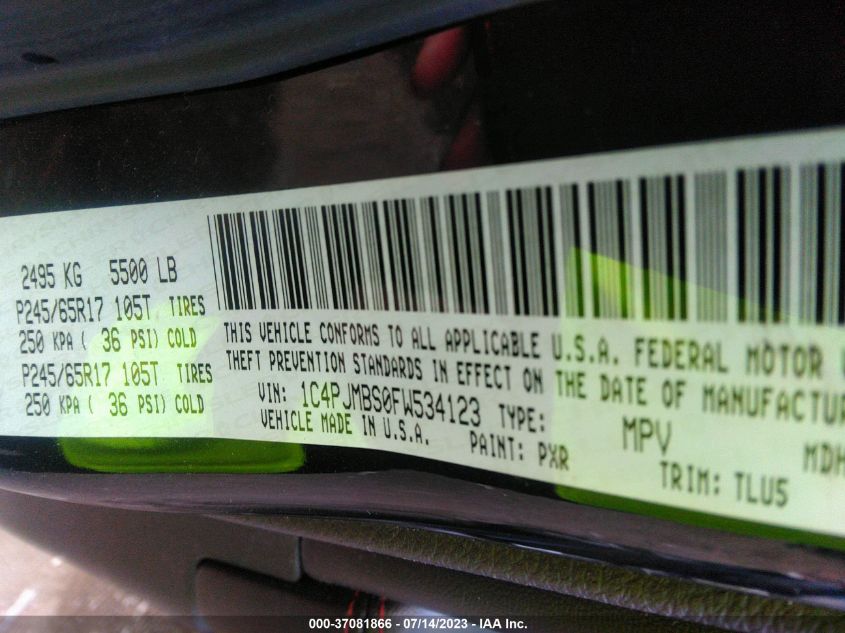 2495 KG 5500 LB
P245/65R17 105T TIRES
250 KPA ( 36 PSI) COLD
P245/65R17 105T TIRES
250 KPA ( 36 PSI) COLD
THIS VEHICLE CONFORMS TO ALL APPLICABLE U.S.A. FEDERAL MOTOR
THEFT PREVENTION STANDARDS IN EFFECT ON THE DATE OF MANUFACTUR
VIN: 1C4PJMBS0FW534123 TYPE: MPV MDH
VEHICLE MADE IN U.S.A. PAINT: PXR TRIM: TLU5
000-37081866 / 07/14/2023 - IAA Inc.